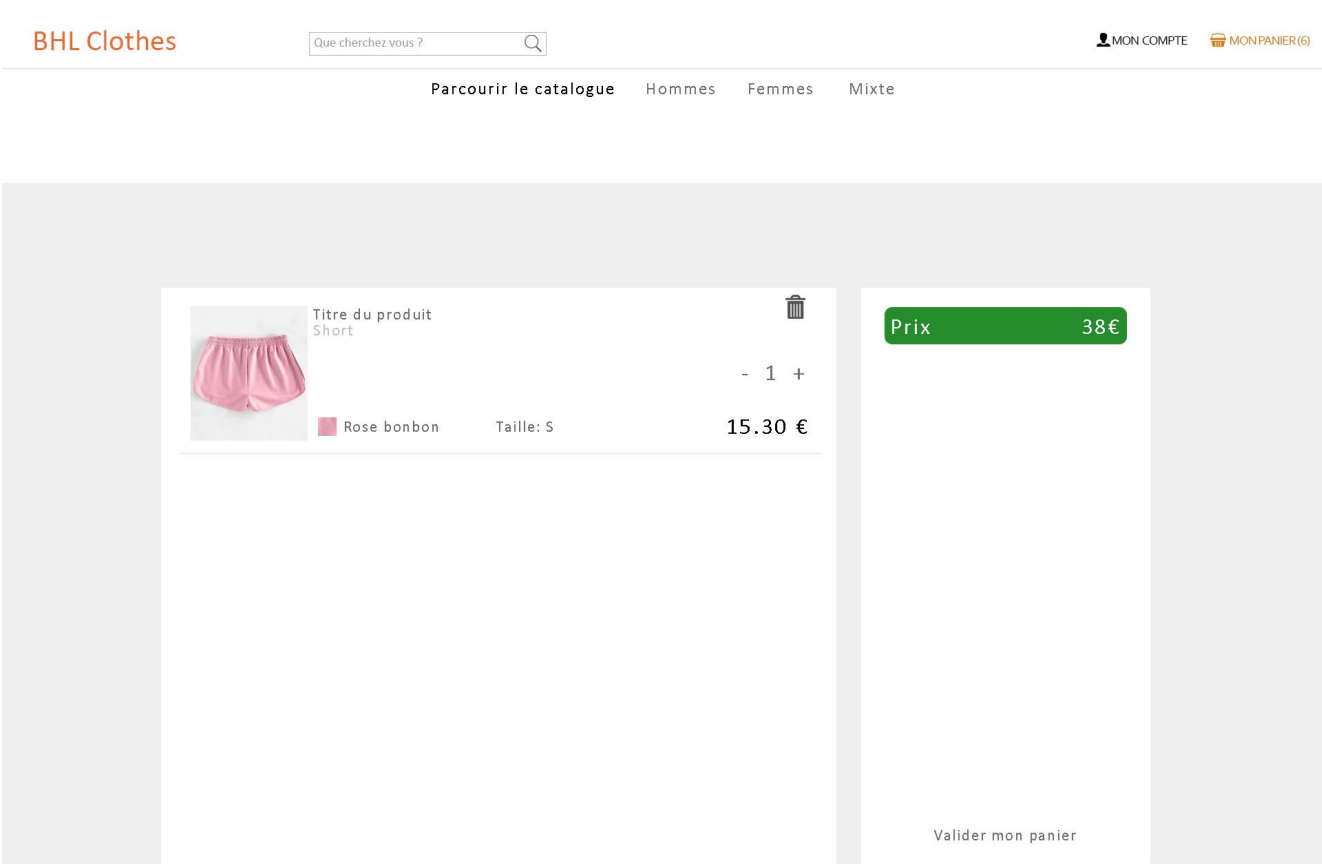 BHL Clothes
Que cherchez vous ?
MON COMPTE
MON PANIER (6)
Parcourir le catalogue Hommes Femmes Mixte
Titre du produit
Short
- 1 +
Rose bonbon Taille: S 15.30 €
Prix 38€
Valider mon panier